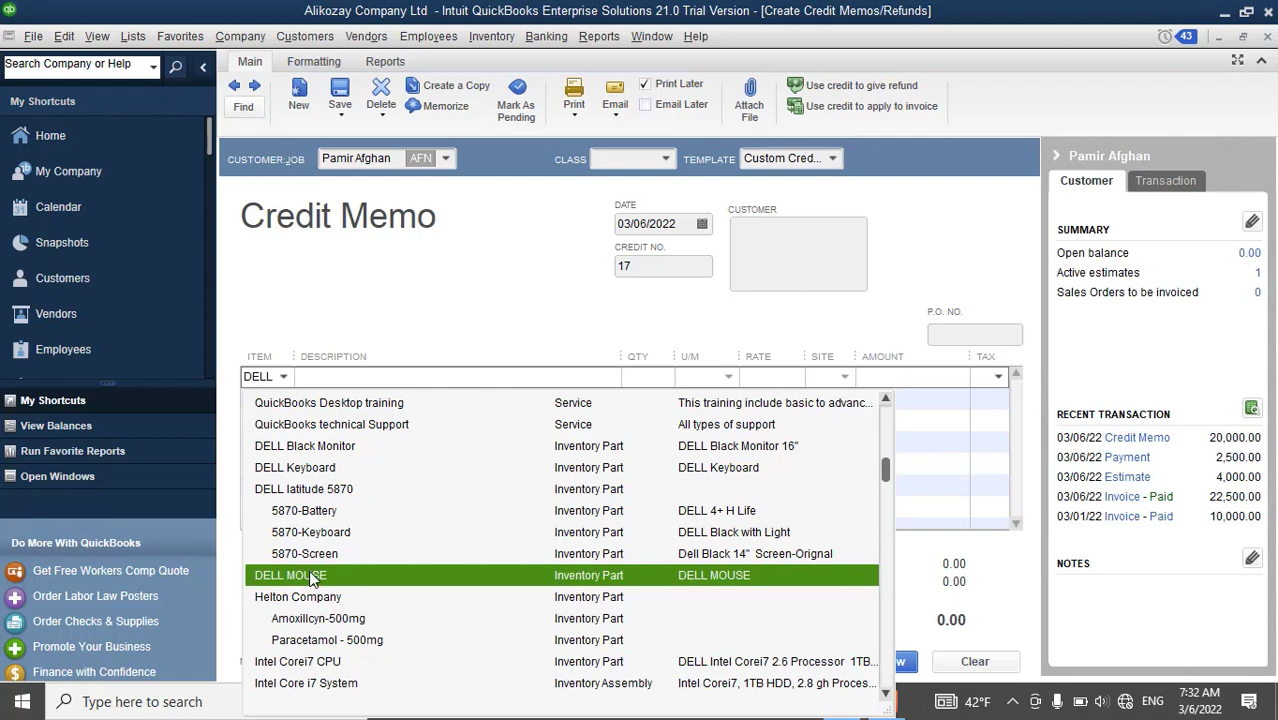 Alikozay Company Ltd - Intuit QuickBooks Enterprise Solutions 21.0 Trial Version - [Create Credit Memos/Refunds]
File Edit View Lists Favorites Company Customers Vendors Employees Inventory Banking Reports Window Help 43
Search Company or Help
My Shortcuts
Home
My Company
Calendar
Snapshots
Customers
Vendors
Employees
My Shortcuts
View Balances
Run Favorite Reports
Open Windows
Do More With QuickBooks
Get Free Workers Comp Quote
Order Labor Law Posters
Order Checks & Supplies
Promote Your Business
Finance with Confidence
Main Formatting Reports
Find
New
Save
Delete
Create a Copy
Memorize
Mark As
Pending
Print
Email
Print Later
Email Later
Attach
File
Use credit to give refund
Use credit to apply to invoice
CUSTOMER:JOB Pamir Afghan AFN CLASS TEMPLATE Custom Cred...
Credit Memo
DATE
03/06/2022
CREDIT NO.
17
CUSTOMER
P.O. NO.
ITEM DESCRIPTION QTY U/M RATE SITE AMOUNT TAX
DELL
QuickBooks Desktop training Service This training include basic to advanc...
QuickBooks technical Support Service All types of support
DELL Black Monitor Inventory Part DELL Black Monitor 16"
DELL Keyboard Inventory Part DELL Keyboard
DELL latitude 5870 Inventory Part
5870-Battery Inventory Part DELL 4+ H Life
5870-Keyboard Inventory Part DELL Black with Light
5870-Screen Inventory Part Dell Black 14" Screen-Orignal
DELL MOUSE Inventory Part DELL MOUSE
Helton Company Inventory Part
Amoxillcyn-500mg Inventory Part
Paracetamol - 500mg Inventory Part
Intel Corei7 CPU Inventory Part DELL Intel Corei7 2.6 Processor 1TB...
Intel Core i7 System Inventory Assembly Intel Corei7, 1TB HDD, 2.8 gh Proces...
0.00
0.00
0.00
Clear
Pamir Afghan
Customer Transaction
SUMMARY
Open balance 0.00
Active estimates 1
Sales Orders to be invoiced 0
RECENT TRANSACTION
03/06/22 Credit Memo 20,000.00
03/06/22 Payment 2,500.00
03/06/22 Estimate 4,000.00
03/06/22 Invoice - Paid 22,500.00
03/01/22 Invoice - Paid 10,000.00
NOTES
Type here to search
42°F
ENG
7:32 AM
3/6/2022